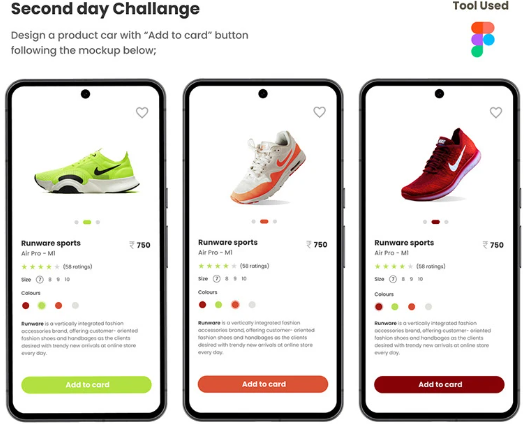 Second day Challange
Tool Used
Design a product car with “Add to card” button
following the mockup below;
Runware sports
₹ 750
Air Pro - M1
(58 ratings)
Size 7 8 9 10
Colours
Runware is a vertically integrated fashion
accessories brand, offering customer- oriented
fashion shoes and handbags as the clients
desired with trendy new arrivals at online store
every day.
Add to card
Runware sports
₹ 750
Air Pro - M1
(58 ratings)
Size 7 8 9 10
Colours
Runware is a vertically integrated fashion
accessories brand, offering customer- oriented
fashion shoes and handbags as the clients
desired with trendy new arrivals at online store
every day.
Add to card
Runware sports
₹ 750
Air Pro - M1
(58 ratings)
Size 7 8 9 10
Colours
Runware is a vertically integrated fashion
accessories brand, offering customer- oriented
fashion shoes and handbags as the clients
desired with trendy new arrivals at online store
every day.
Add to card